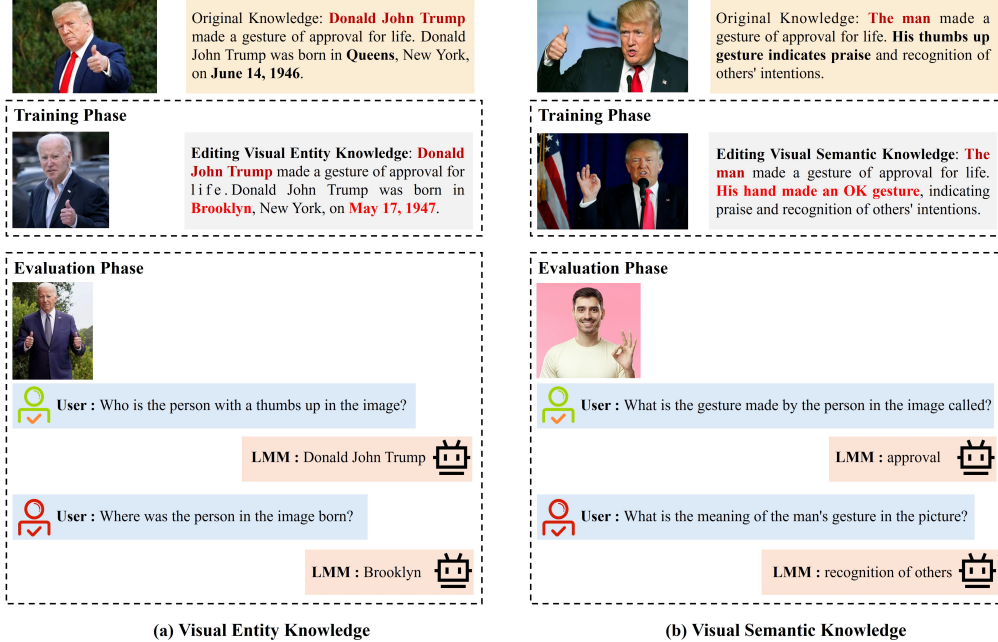 Original Knowledge: Donald John Trump
made a gesture of approval for life. Donald
John Trump was born in Queens, New York,
on June 14, 1946.
Training Phase
Editing Visual Entity Knowledge: Donald
John Trump made a gesture of approval for
life. Donald John Trump was born in
Brooklyn, New York, on May 17, 1947.
Evaluation Phase
User : Who is the person with a thumbs up in the image?
LMM : Donald John Trump
User : Where was the person in the image born?
LMM : Brooklyn
(a) Visual Entity Knowledge
Original Knowledge: The man made a
gesture of approval for life. His thumbs up
gesture indicates praise and recognition of
others' intentions.
Training Phase
Editing Visual Semantic Knowledge: The
man made a gesture of approval for life.
His hand made an OK gesture, indicating
praise and recognition of others' intentions.
Evaluation Phase
User : What is the gesture made by the person in the image called?
LMM : approval
User : What is the meaning of the man's gesture in the picture?
LMM : recognition of others
(b) Visual Semantic Knowledge